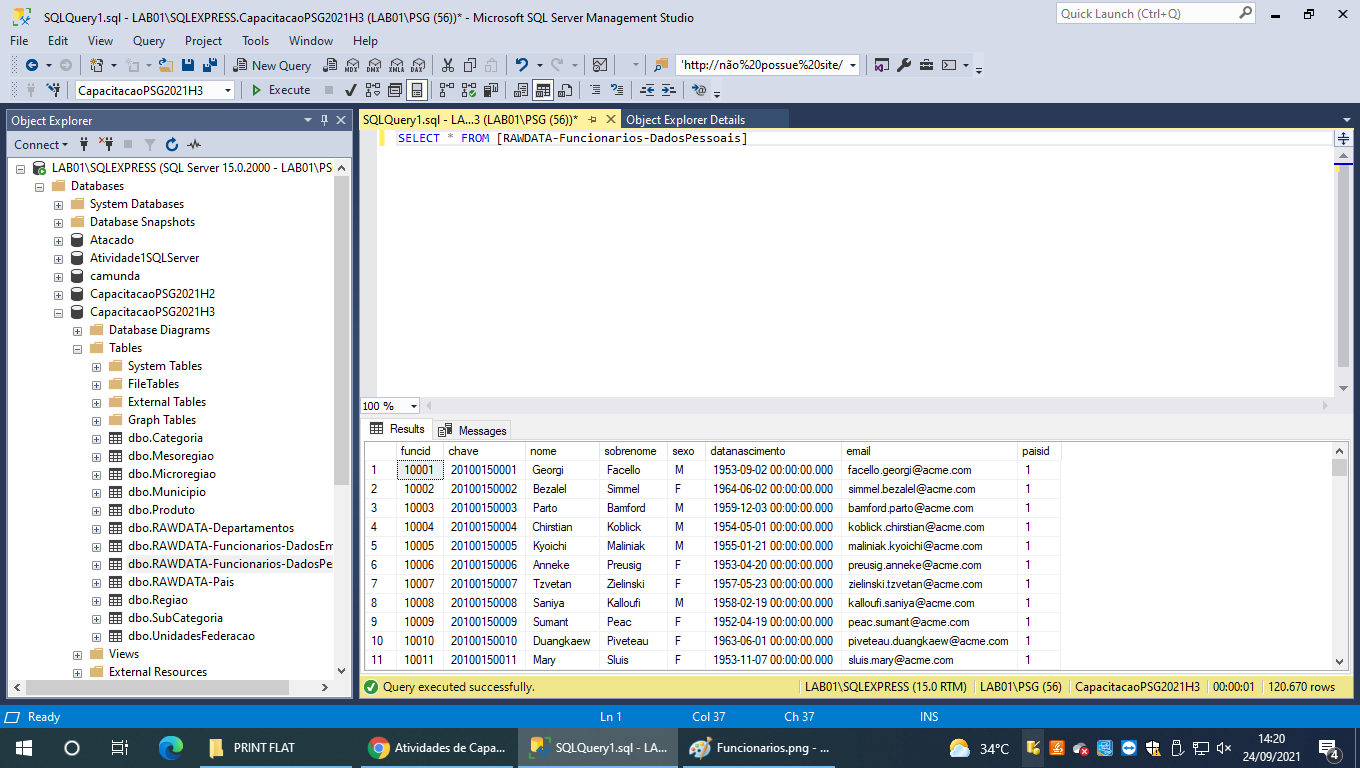 SQLQuery1.sql - LAB01\SQLEXPRESS.CapacitacaoPSG2021H3 (LAB01\PSG (56))* - Microsoft SQL Server Management Studio
Quick Launch (Ctrl+Q)
File Edit View Query Project Tools Window Help
New Query
MDX DMX XMLA DAX
'http://não%20possue%20site/
CapacitacaoPSG2021H3
Execute
Object Explorer
Connect
LAB01\SQLEXPRESS (SQL Server 15.0.2000 - LAB01\PS
Databases
System Databases
Database Snapshots
Atacado
Atividade1SQLServer
camunda
CapacitacaoPSG2021H2
CapacitacaoPSG2021H3
Database Diagrams
Tables
System Tables
FileTables
External Tables
Graph Tables
dbo.Categoria
dbo.Mesoregiao
dbo.Microregiao
dbo.Municipio
dbo.Produto
dbo.RAWDATA-Departamentos
dbo.RAWDATA-Funcionarios-DadosEm
dbo.RAWDATA-Funcionarios-DadosPe
dbo.RAWDATA-Pais
dbo.Regiao
dbo.SubCategoria
dbo.UnidadesFederacao
Views
External Resources
SQLQuery1.sql - LA...3 (LAB01\PSG (56))*
Object Explorer Details
SELECT * FROM [RAWDATA-Funcionarios-DadosPessoais]
100 %
Results Messages
funcid chave nome sobrenome sexo datanascimento email paisid
1 10001 20100150001 Georgi Facello M 1953-09-02 00:00:00.000 facello.georgi@acme.com 1
2 10002 20100150002 Bezalel Simmel F 1964-06-02 00:00:00.000 simmel.bezalel@acme.com 1
3 10003 20100150003 Parto Bamford M 1959-12-03 00:00:00.000 bamford.parto@acme.com 1
4 10004 20100150004 Chirstian Koblick M 1954-05-01 00:00:00.000 koblick.chirstian@acme.com 1
5 10005 20100150005 Kyoichi Maliniak M 1955-01-21 00:00:00.000 maliniak.kyoichi@acme.com 1
6 10006 20100150006 Anneke Preusig F 1953-04-20 00:00:00.000 preusig.anneke@acme.com 1
7 10007 20100150007 Tzvetan Zielinski F 1957-05-23 00:00:00.000 zielinski.tzvetan@acme.com 1
8 10008 20100150008 Saniya Kalloufi M 1958-02-19 00:00:00.000 kalloufi.saniya@acme.com 1
9 10009 20100150009 Sumant Peac F 1952-04-19 00:00:00.000 peac.sumant@acme.com 1
10 10010 20100150010 Duangkaew Piveteau F 1963-06-01 00:00:00.000 piveteau.duangkaew@acme.com 1
11 10011 20100150011 Mary Sluis F 1953-11-07 00:00:00.000 sluis.mary@acme.com 1
Query executed successfully.
LAB01\SQLEXPRESS (15.0 RTM) LAB01\PSG (56) CapacitacaoPSG2021H3 00:00:01 120.670 rows
Ready Ln 1 Col 37 Ch 37 INS
PRINT FLAT
Atividades de Capa...
SQLQuery1.sql - LA...
Funcionarios.png - ...
34°C
14:20
24/09/2021
4